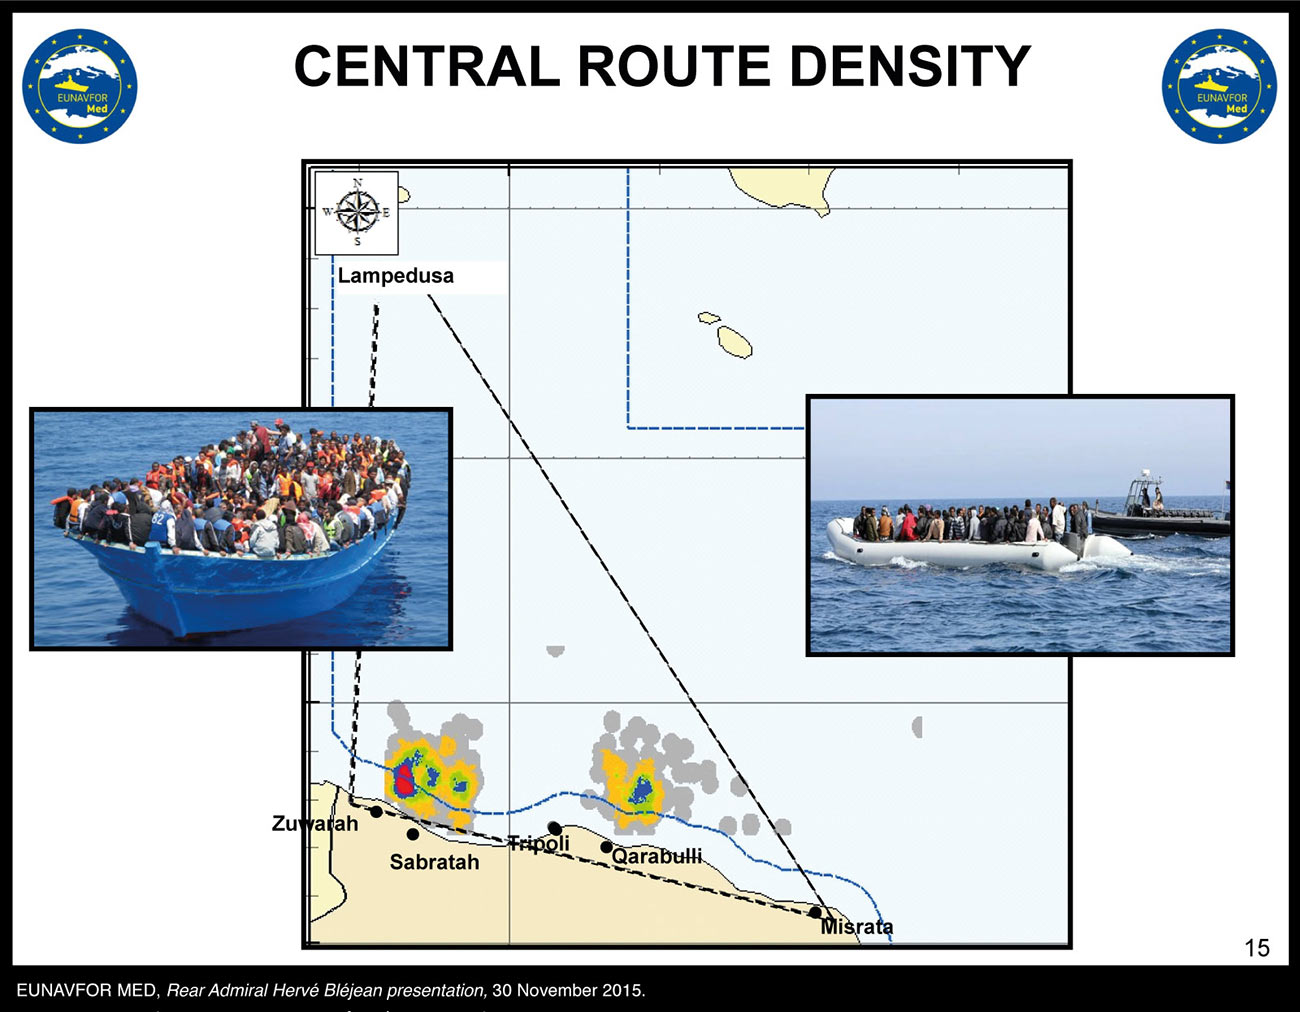 CENTRAL ROUTE DENSITY
EUNAVFOR
Med
EUNAVFOR
Med
N
W E
S
Lampedusa
62
Zuwarah
Sabratah
Tripoli
Qarabulli
Misrata
15
EUNAVFOR MED, Rear Admiral Hervé Bléjean presentation, 30 November 2015.